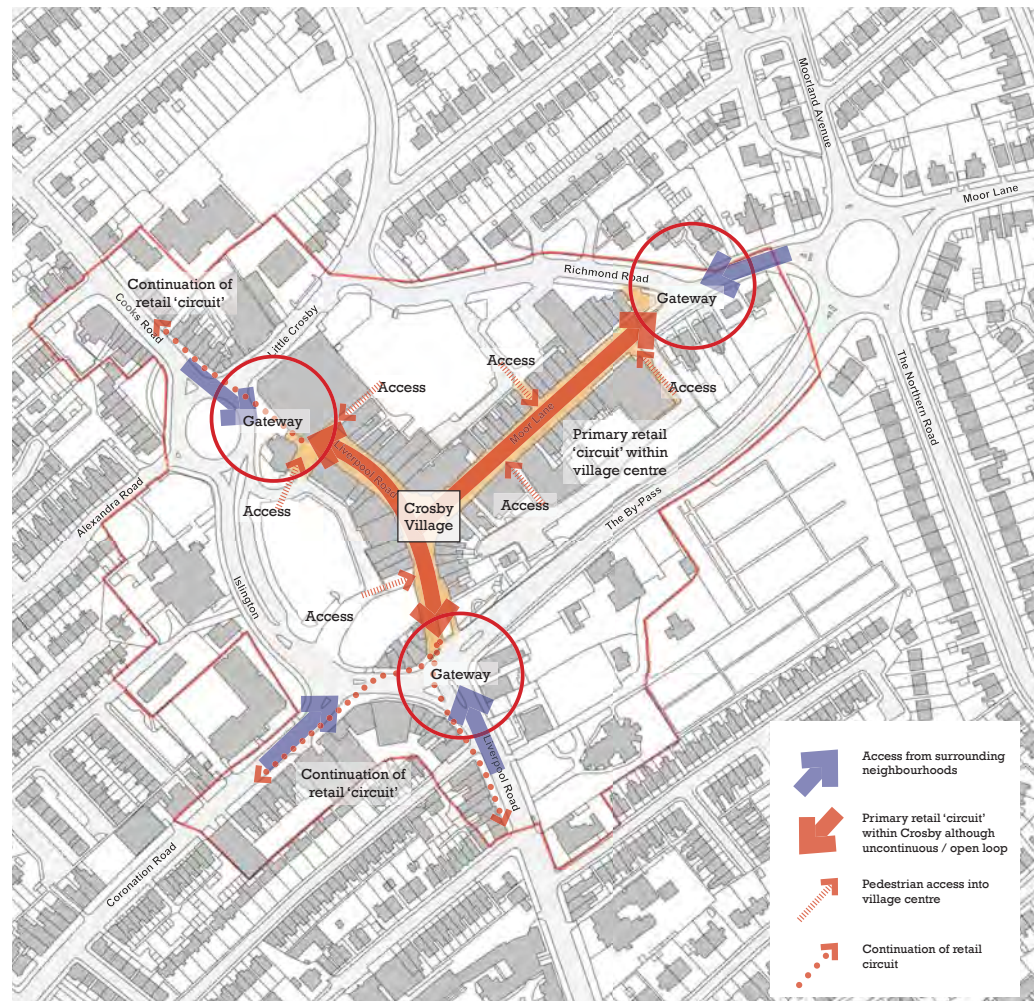 Moorland Avenue
Moor Lane
Richmond Road
Gateway
Continuation of
retail 'circuit'
Cooks Road
Little Crosby
Access
Access
Access
Gateway
Moor Lane
The Northern Road
Primary retail
'circuit' within
village centre
Liverpool Road
Access
Access
Crosby
Village
The By-Pass
Alexandra Road
Islington
Access
Gateway
Liverpool Road
Continuation of
retail 'circuit'
Coronation Road
Access from surrounding
neighbourhoods
Primary retail 'circuit'
within Crosby although
uncontinuous / open loop
Pedestrian access into
village centre
Continuation of retail
circuit